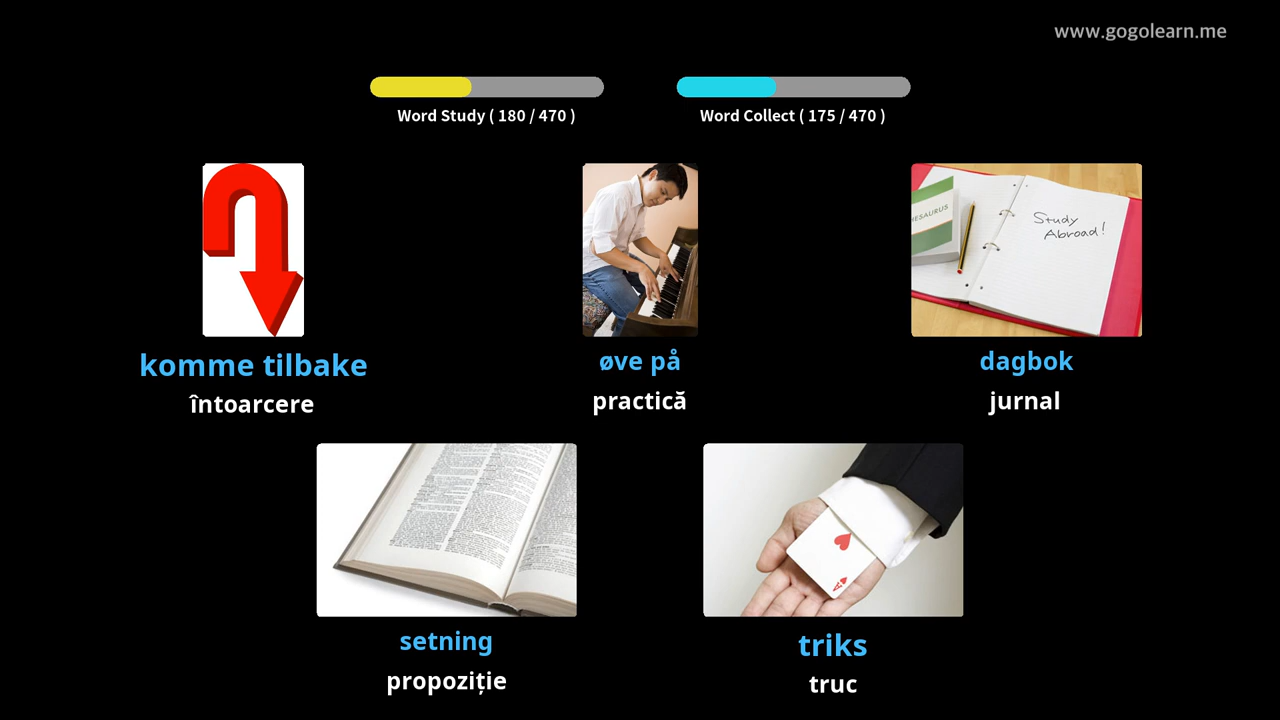 www.gogolearn.me
Word Study ( 180 / 470 )
Word Collect ( 175 / 470 )
ESAURUS
Study
Abroad!
komme tilbake
întoarcere
øve på
practică
dagbok
jurnal
A
setning
propoziție
triks
truc